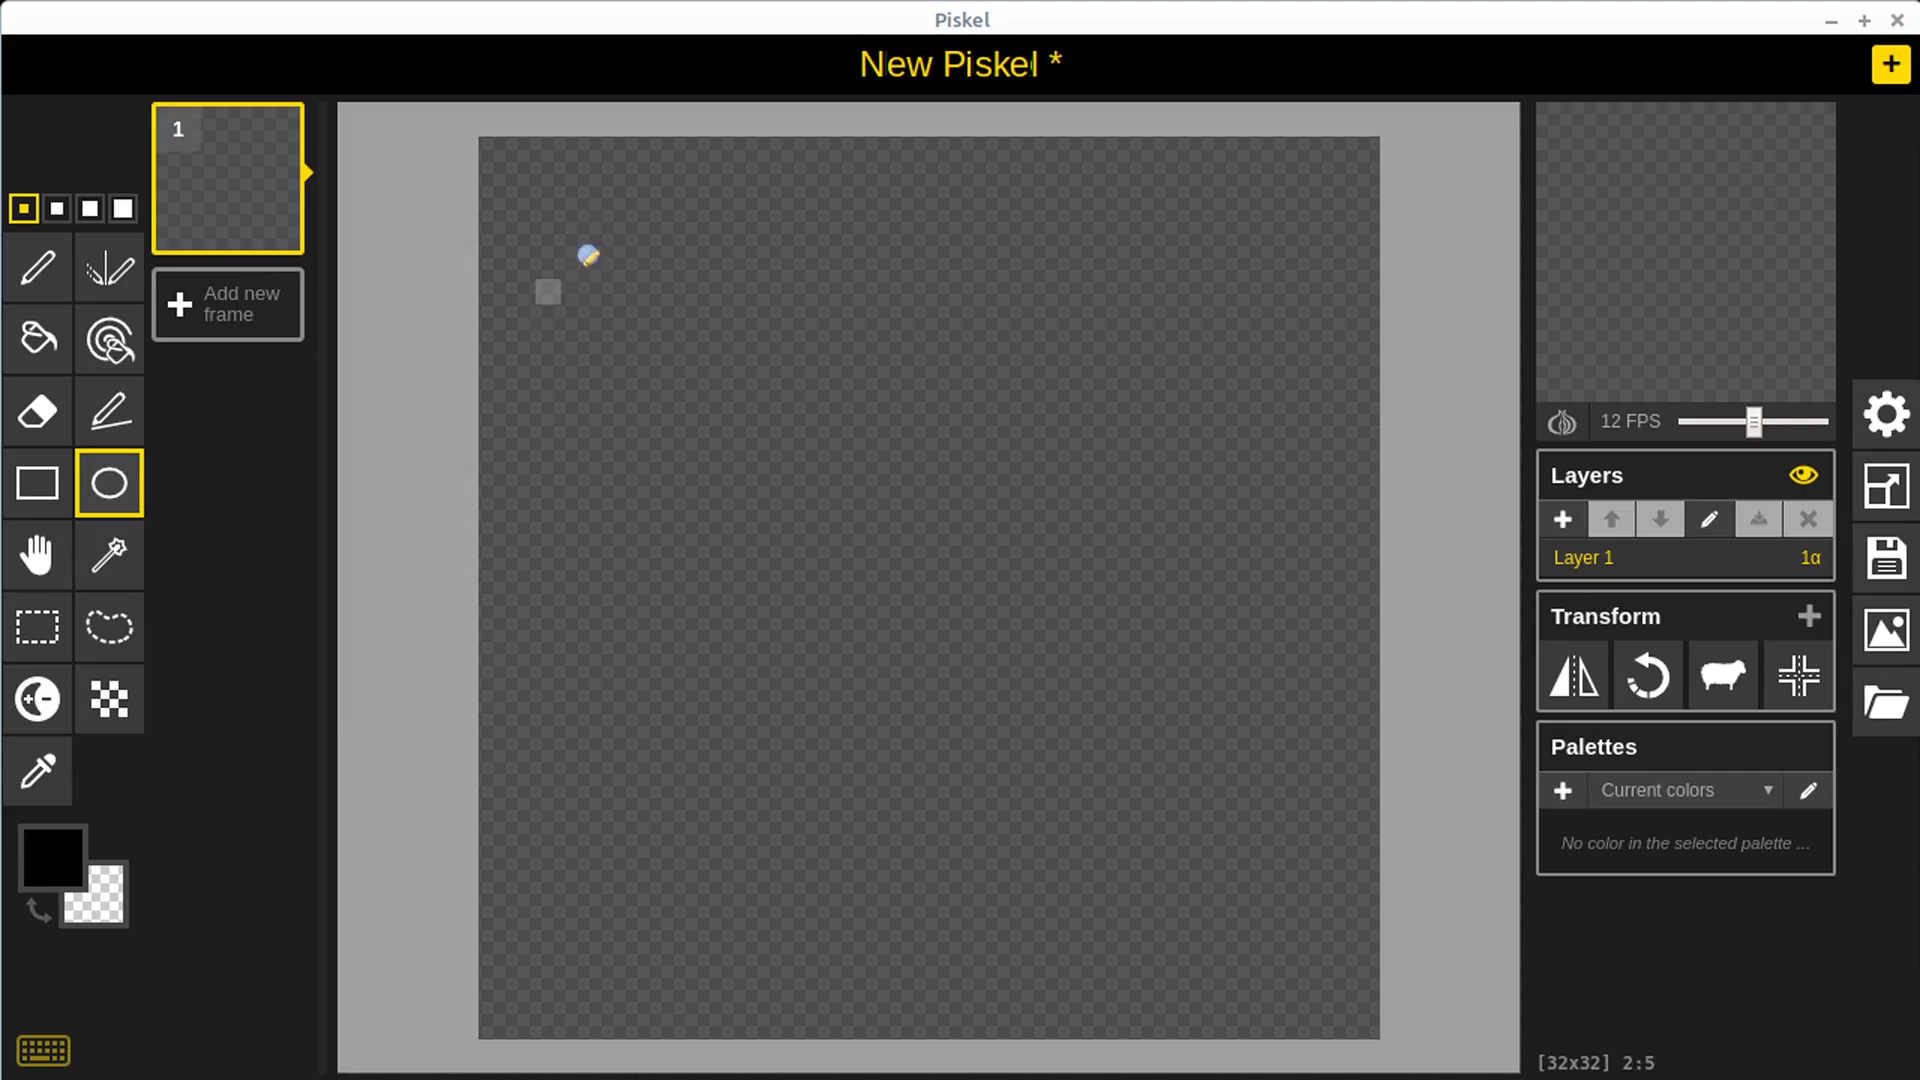 Piskel
New Piskel *
1
Add new
frame
12 FPS
Layers
Layer 1 1α
Transform
Palettes
Current colors
No color in the selected palette ...
[32x32] 2:5